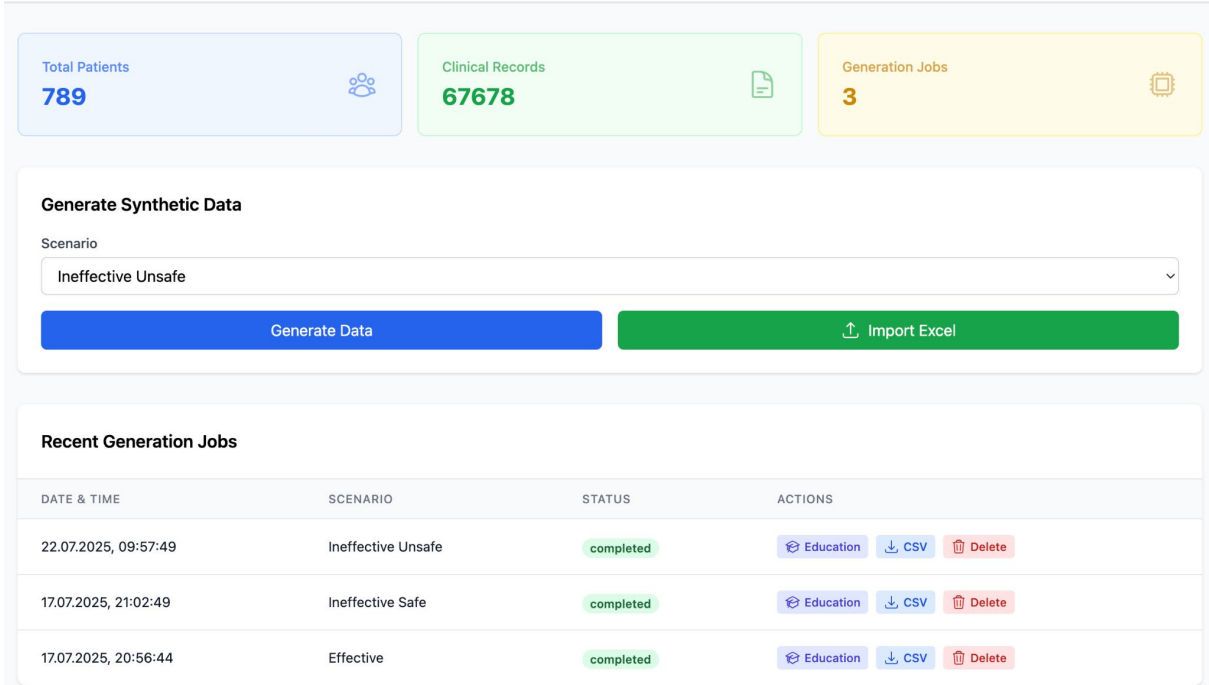 Total Patients
789
Clinical Records
67678
Generation Jobs
3
Generate Synthetic Data
Scenario
Ineffective Unsafe
Generate Data
Import Excel
Recent Generation Jobs
DATE & TIME SCENARIO STATUS ACTIONS
22.07.2025, 09:57:49 Ineffective Unsafe completed Education CSV Delete
17.07.2025, 21:02:49 Ineffective Safe completed Education CSV Delete
17.07.2025, 20:56:44 Effective completed Education CSV Delete